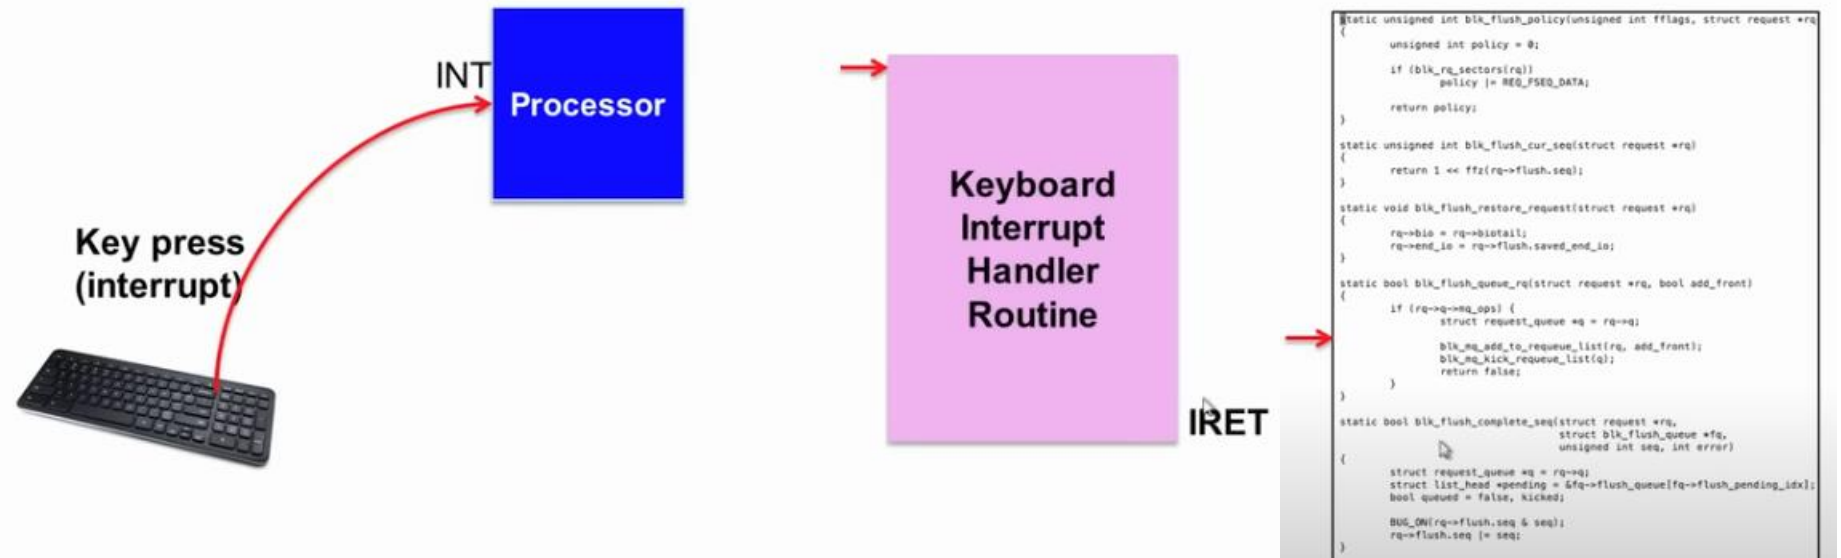 INT
Processor
Key press
(interrupt)
Keyboard
Interrupt
Handler
Routine
IRET
static unsigned int blk_flush_policy(unsigned int fflags, struct request *rq
{
unsigned int policy = 0;
if (blk_rq_sectors(rq))
policy |= REQ_FSEQ_DATA;
return policy;
}
static unsigned int blk_flush_cur_seq(struct request *rq)
{
return 1 << ffz(rq->flush.seq);
}
static void blk_flush_restore_request(struct request *rq)
{
rq->bio = rq->biotail;
rq->end_io = rq->flush.saved_end_io;
}
static bool blk_flush_queue_rq(struct request *rq, bool add_front)
{
if (rq->q->mq_ops) {
struct request_queue *q = rq->q;
blk_mq_add_to_requeue_list(rq, add_front);
blk_mq_kick_requeue_list(q);
return false;
}
}
static bool blk_flush_complete_seq(struct request *rq,
struct blk_flush_queue *fq,
unsigned int seq, int error)
{
struct request_queue *q = rq->q;
struct list_head *pending = &fq->flush_queue[fq->flush_pending_idx];
bool queued = false, kicked;
BUG_ON(rq->flush.seq & seq);
rq->flush.seq |= seq;
}